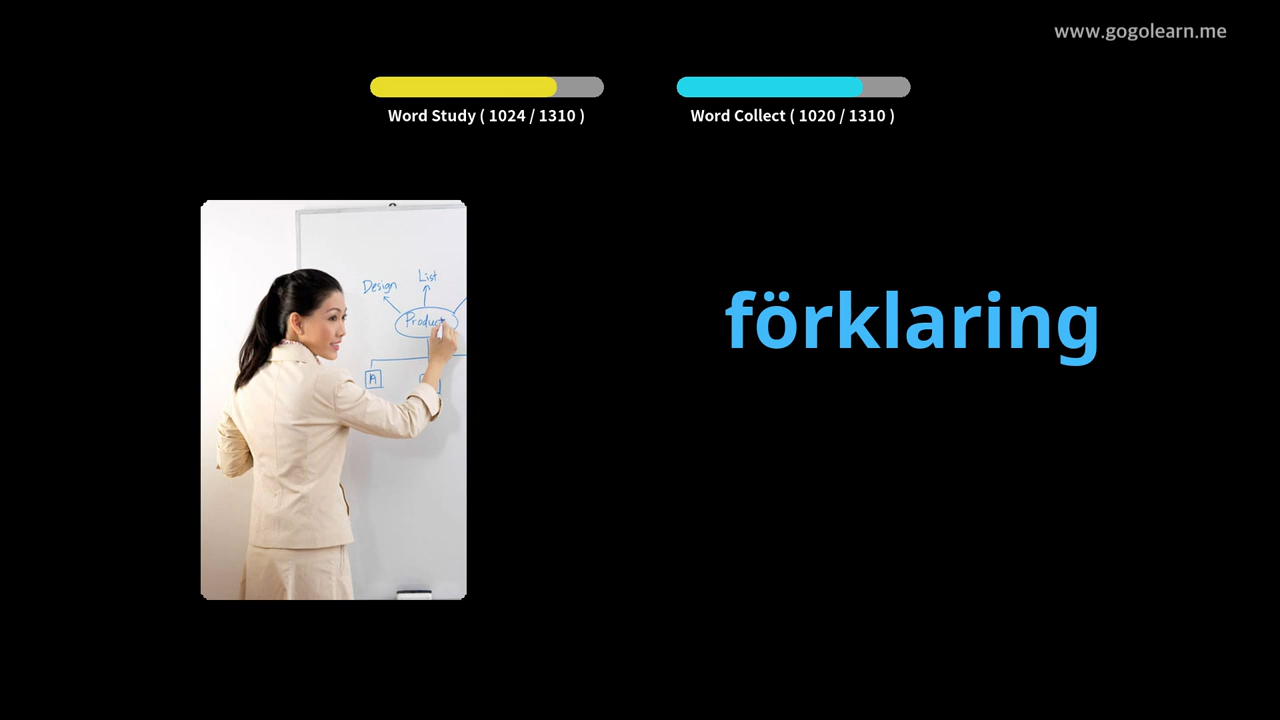 www.gogolearn.me
Word Study ( 1024 / 1310 )
Word Collect ( 1020 / 1310 )
List
Design
Product
A
förklaring